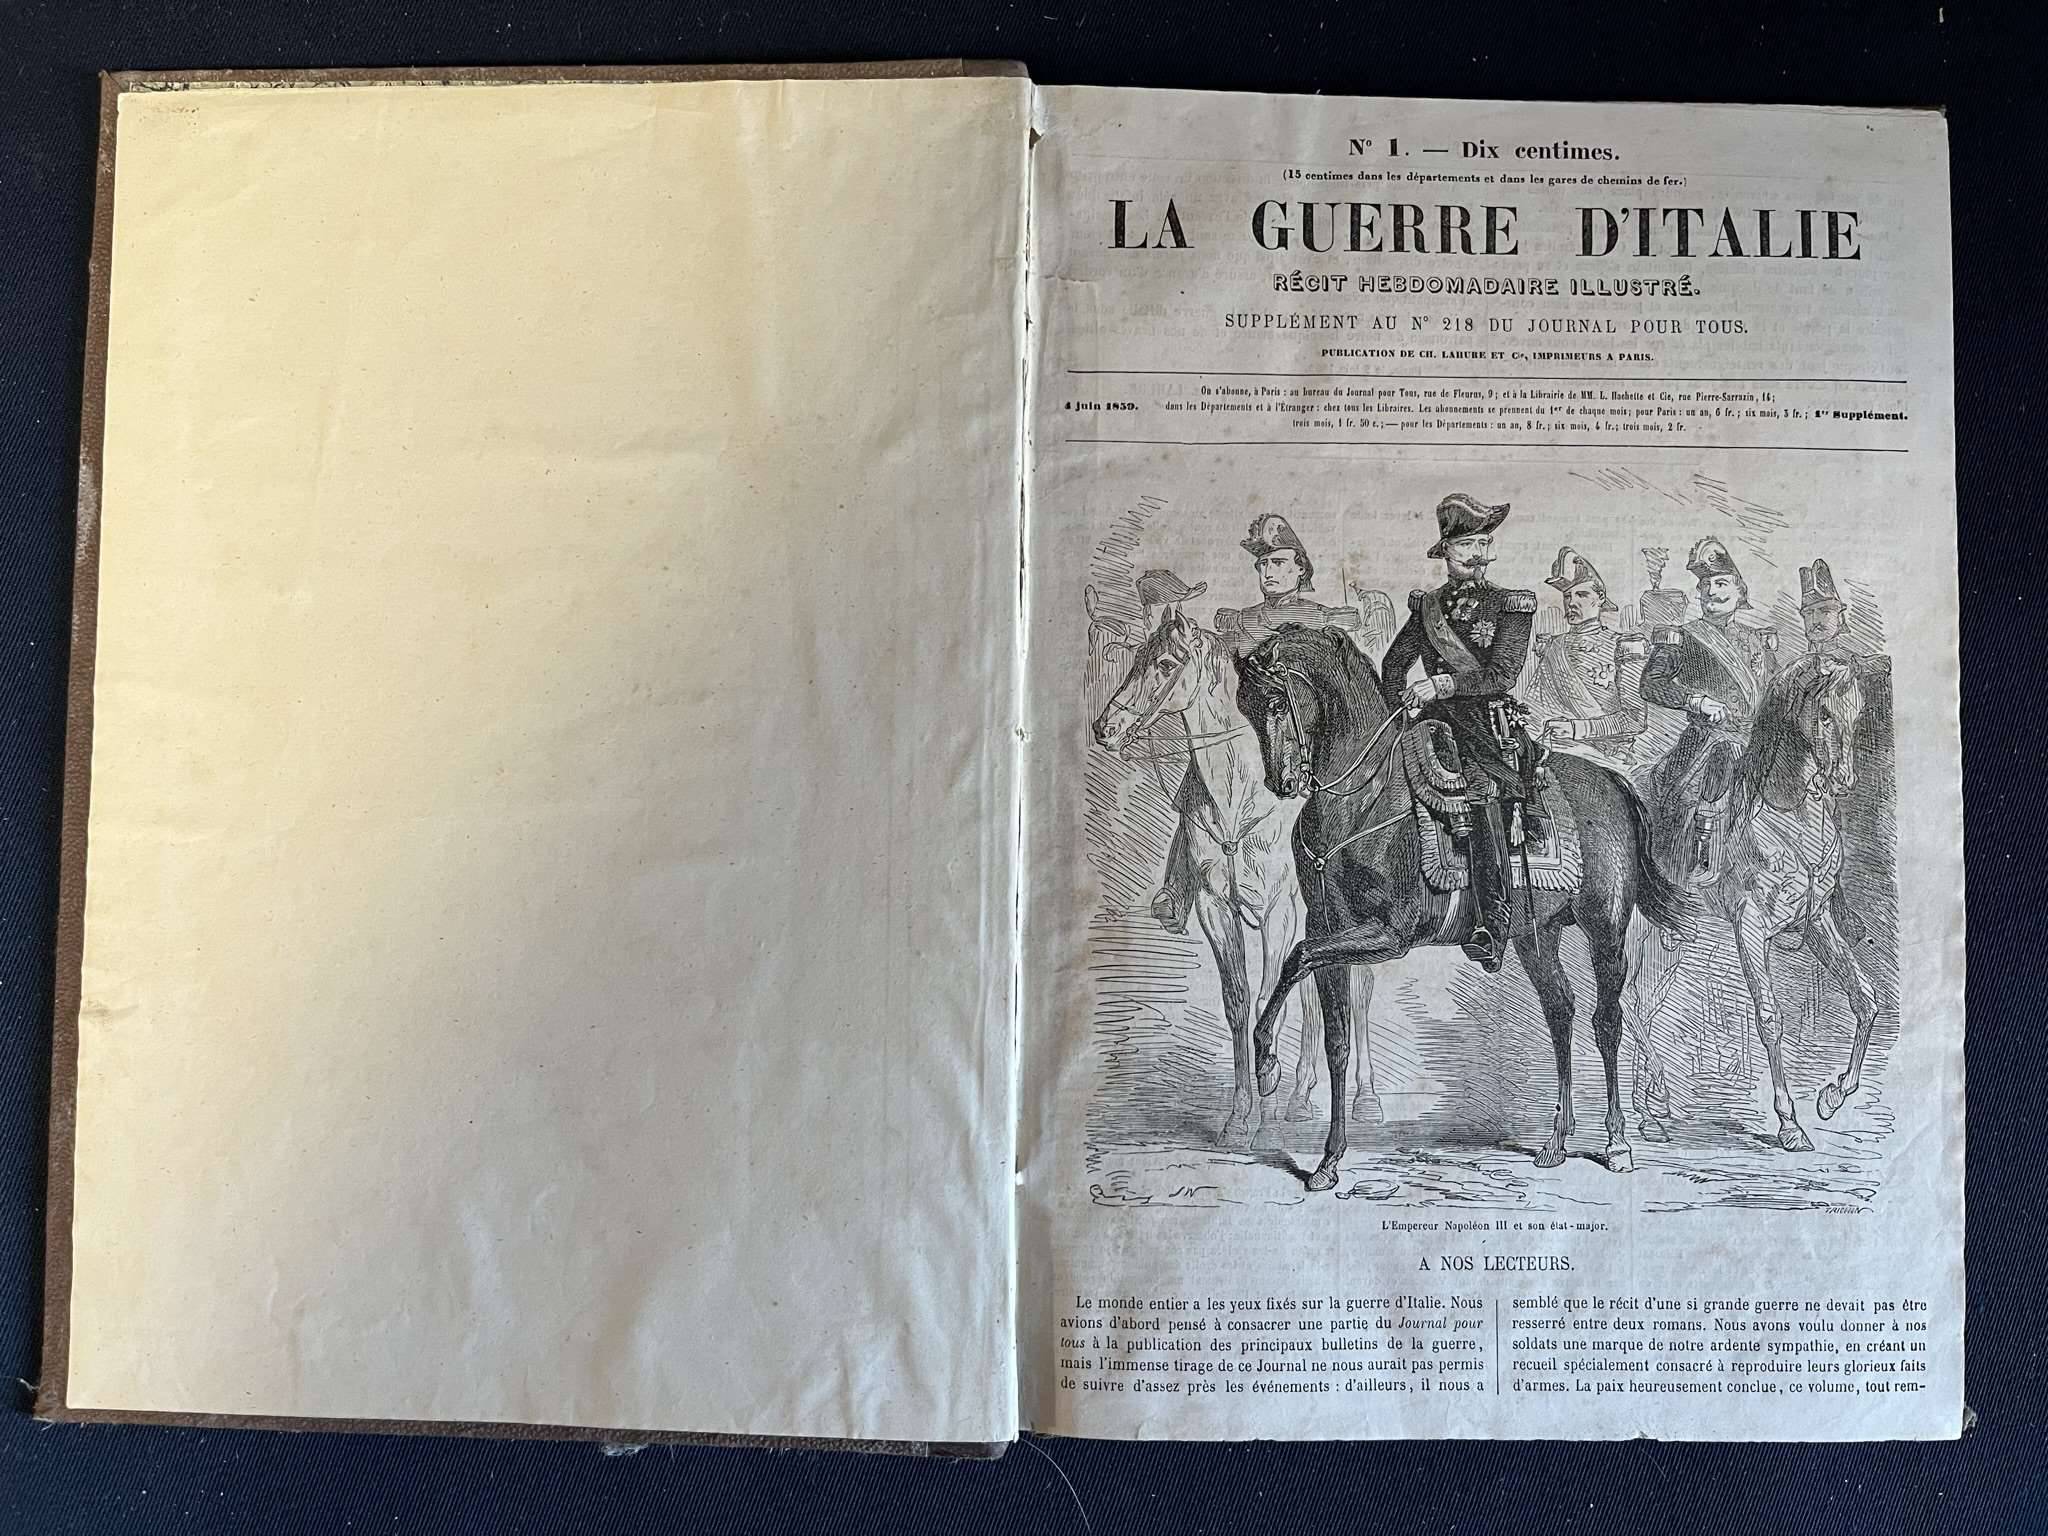 N° 1. — Dix centimes.
(15 centimes dans les départements et dans les gares de chemins de fer.)
LA GUERRE D'ITALIE
RÉCIT HEBDOMADAIRE ILLUSTRÉ.
SUPPLÉMENT AU N° 218 DU JOURNAL POUR TOUS.
PUBLICATION DE CH. LAHURE ET Cie, IMPRIMEURS A PARIS.
4 juin 1859.
On s'abonne, à Paris : au bureau du Journal pour Tous, rue de Fleurus, 9 ; et à la Librairie de MM. L. Hachette et Cie, rue Pierre-Sarrazin, 14 ;
dans les Départements et à l'Étranger : chez tous les Libraires. Les abonnements se prennent du 1er de chaque mois ; pour Paris : un an, 6 fr. ; six mois, 3 fr. ;
trois mois, 1 fr. 50 c. ; — pour les Départements : un an, 8 fr. ; six mois, 4 fr. ; trois mois, 2 fr.
1er Supplément.
JW
TRICHON
L'Empereur Napoléon III et son état-major.
A NOS LECTEURS.
Le monde entier a les yeux fixés sur la guerre d'Italie. Nous
avions d'abord pensé à consacrer une partie du Journal pour
tous à la publication des principaux bulletins de la guerre,
mais l'immense tirage de ce Journal ne nous aurait pas permis
de suivre d'assez près les événements : d'ailleurs, il nous a
semblé que le récit d'une si grande guerre ne devait pas être
resserré entre deux romans. Nous avons voulu donner à nos
soldats une marque de notre ardente sympathie, en créant un
recueil spécialement consacré à reproduire leurs glorieux faits
d'armes. La paix heureusement conclue, ce volume, tout rem-